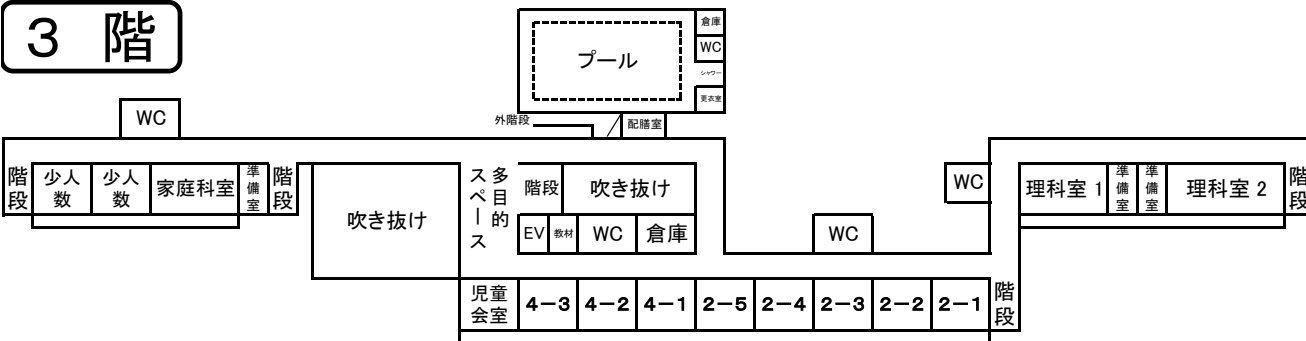 ３ 階
プール
倉庫
WC
シャワー
更衣室
外階段
配膳室
WC
階段
少人数
少人数
家庭科室
準備室
階段
吹き抜け
多目的スペース
階段
吹き抜け
EV
教材
WC
倉庫
WC
WC
理科室 1
準備室
準備室
理科室 2
階段
児童会室
4－3
4－2
4－1
2－5
2－4
2－3
2－2
2－1
階段